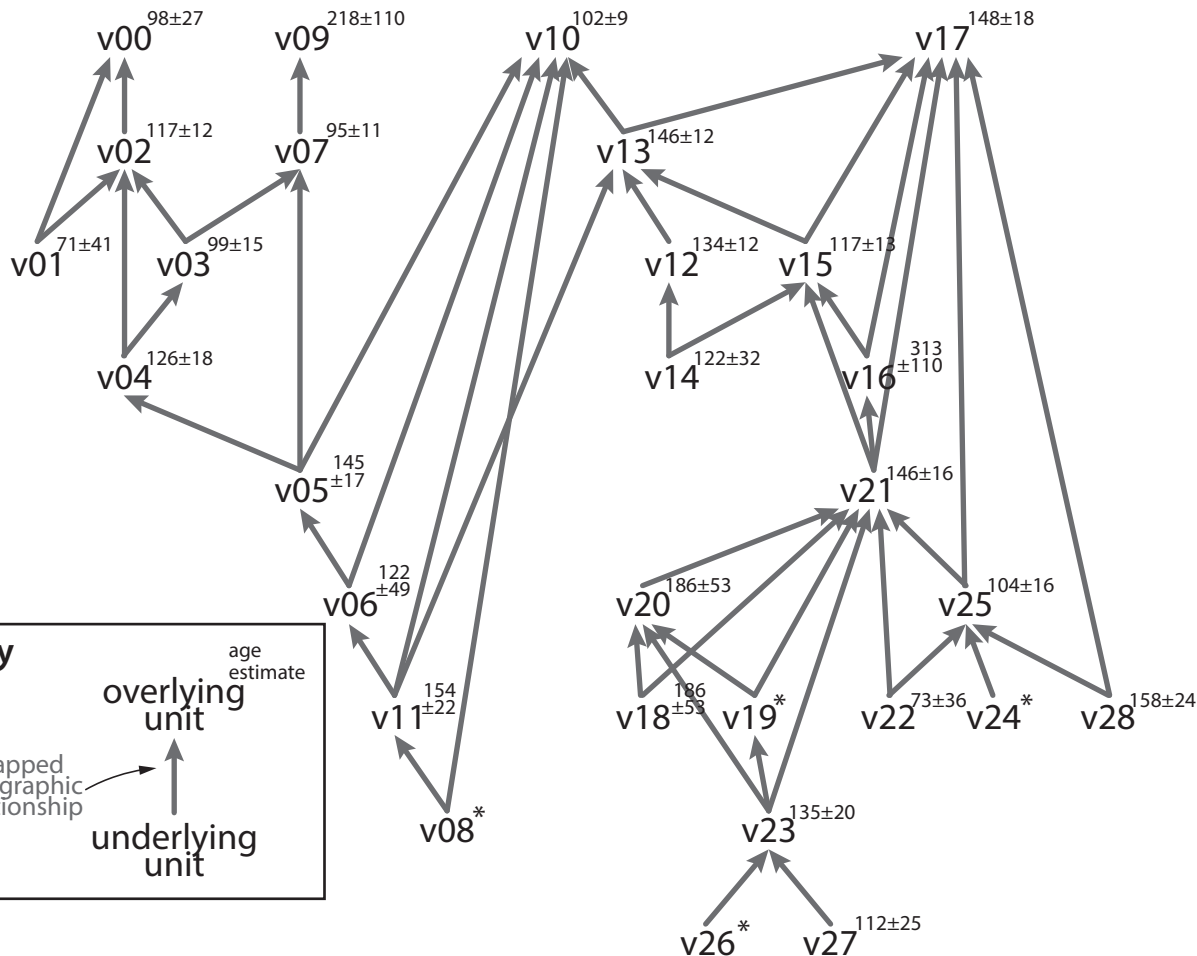 v00 98±27
v09 218±110
v10 102±9
v17 148±18
v02 117±12
v07 95±11
v13 146±12
v01 71±41
v03 99±15
v12 134±12
v15 117±13
v04 126±18
v14 122±32
v16 313
±110
v05 145
±17
v21 146±16
v06 122
±49
v20 186±53
v25 104±16
v11 154
±22
v18 186
±53
v19*
v22 73±36
v24*
v28 158±24
v08*
v23 135±20
v26*
v27 112±25
y
age
estimate
overlying
unit
apped
graphic
tionship
underlying
unit